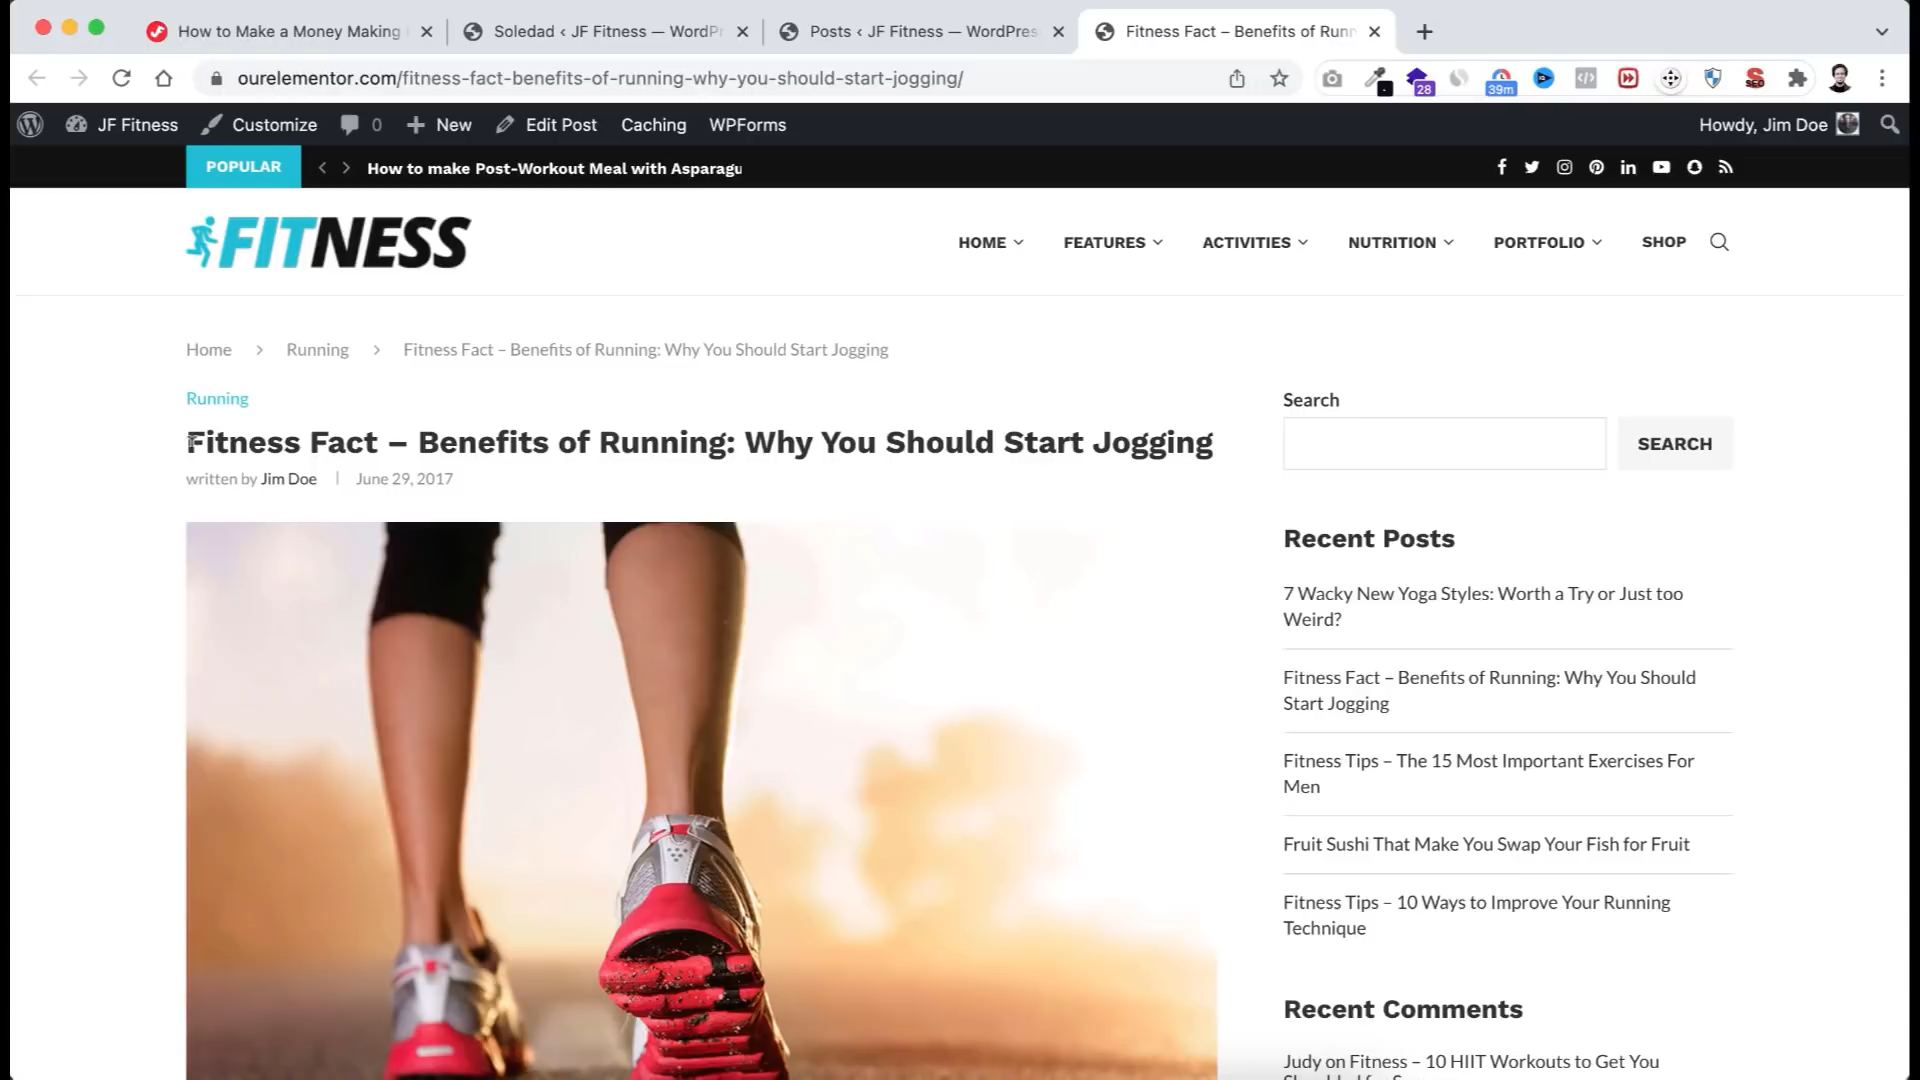 How to Make a Money Making
Soledad ‹ JF Fitness — WordPr
Posts ‹ JF Fitness — WordPres
Fitness Fact – Benefits of Runn
ourelementor.com/fitness-fact-benefits-of-running-why-you-should-start-jogging/
28
39m
SEO
JF Fitness
Customize
0
New
Edit Post
Caching
WPForms
Howdy, Jim Doe
POPULAR
How to make Post-Workout Meal with Asparagu
FITNESS
HOME
FEATURES
ACTIVITIES
NUTRITION
PORTFOLIO
SHOP
Home > Running > Fitness Fact – Benefits of Running: Why You Should Start Jogging
Running
Fitness Fact – Benefits of Running: Why You Should Start Jogging
written by Jim Doe | June 29, 2017
Search
SEARCH
Recent Posts
7 Wacky New Yoga Styles: Worth a Try or Just too
Weird?
Fitness Fact – Benefits of Running: Why You Should
Start Jogging
Fitness Tips – The 15 Most Important Exercises For
Men
Fruit Sushi That Make You Swap Your Fish for Fruit
Fitness Tips – 10 Ways to Improve Your Running
Technique
Recent Comments
Judy on Fitness – 10 HIIT Workouts to Get You